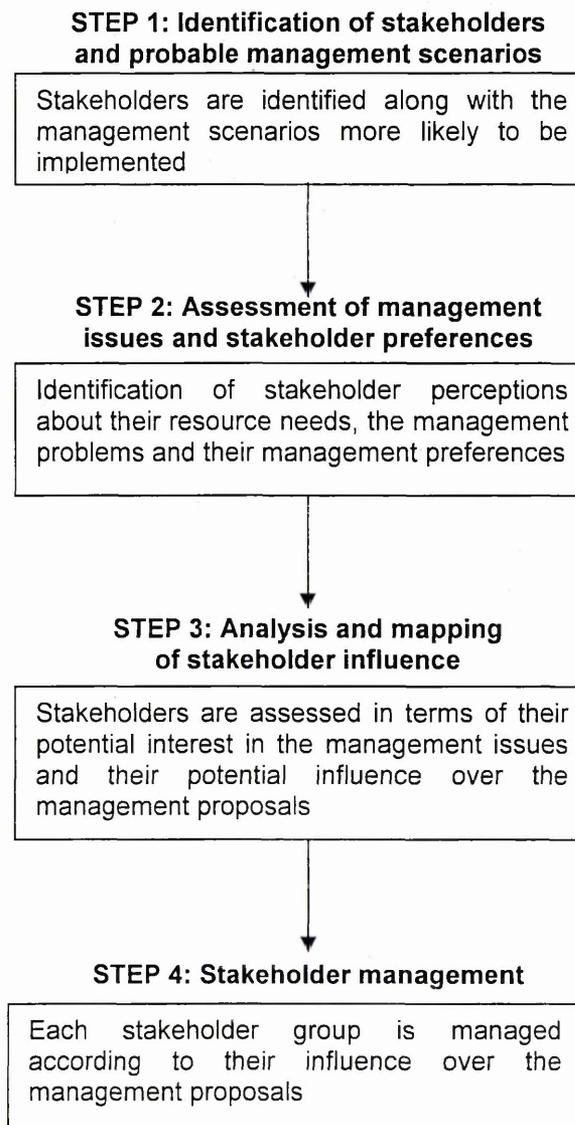 STEP 1: Identification of stakeholders
and probable management scenarios
Stakeholders are identified along with the
management scenarios more likely to be
implemented
STEP 2: Assessment of management
issues and stakeholder preferences
Identification of stakeholder perceptions
about their resource needs, the management
problems and their management preferences
STEP 3: Analysis and mapping
of stakeholder influence
Stakeholders are assessed in terms of their
potential interest in the management issues
and their potential influence over the
management proposals
STEP 4: Stakeholder management
Each stakeholder group is managed
according to their influence over the
management proposals